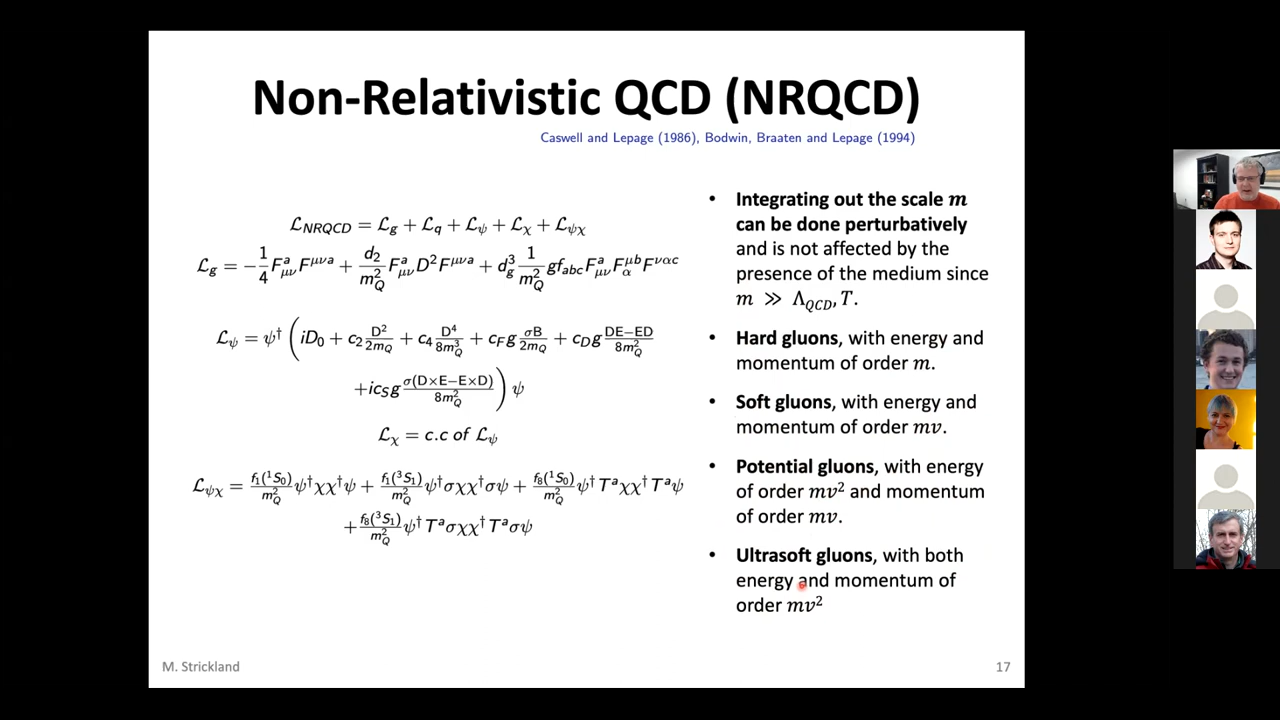 Non-Relativistic QCD (NRQCD)
Caswell and Lepage (1986), Bodwin, Braaten and Lepage (1994)
ℒ_NRQCD = ℒ_g + ℒ_q + ℒ_ψ + ℒ_χ + ℒ_ψχ
ℒ_g = −1/4 F^a_μν F^μνa + d_2/m_Q^2 F^a_μν D^2 F^μνa + d_g^3 1/m_Q^2 g f_abc F^a_μν F^μb_α F^ναc
ℒ_ψ = ψ† ( iD_0 + c_2 D^2/2m_Q + c_4 D^4/8m_Q^3 + c_F g σB/2m_Q + c_D g DE−ED/8m_Q^2
+ic_S g σ(D×E−E×D)/8m_Q^2 ) ψ
ℒ_χ = c.c of ℒ_ψ
ℒ_ψχ = f_1(^1S_0)/m_Q^2 ψ†χχ†ψ + f_1(^3S_1)/m_Q^2 ψ†σχχ†σψ + f_8(^1S_0)/m_Q^2 ψ†T^aχχ†T^aψ
+ f_8(^3S_1)/m_Q^2 ψ†T^aσχχ†T^aσψ
• Integrating out the scale m
can be done perturbatively
and is not affected by the
presence of the medium since
m ≫ Λ_QCD, T.
• Hard gluons, with energy and
momentum of order m.
• Soft gluons, with energy and
momentum of order mv.
• Potential gluons, with energy
of order mv² and momentum
of order mv.
• Ultrasoft gluons, with both
energy and momentum of
order mv²
M. Strickland
17